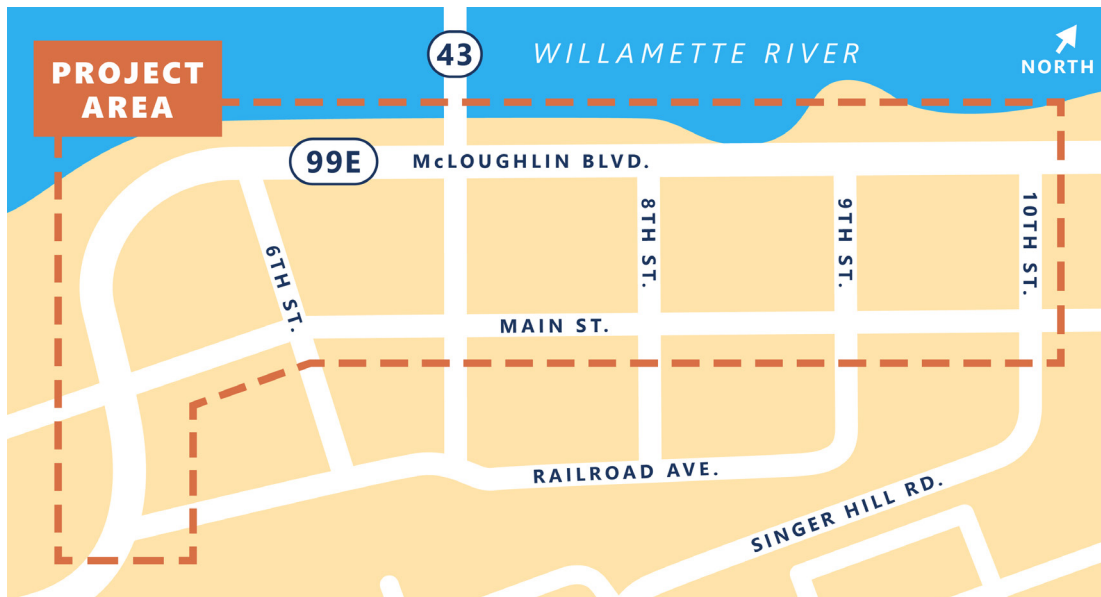 PROJECT
AREA
43
WILLAMETTE RIVER
NORTH
99E
McLOUGHLIN BLVD.
6TH ST.
8TH ST.
9TH ST.
10TH ST.
MAIN ST.
RAILROAD AVE.
SINGER HILL RD.